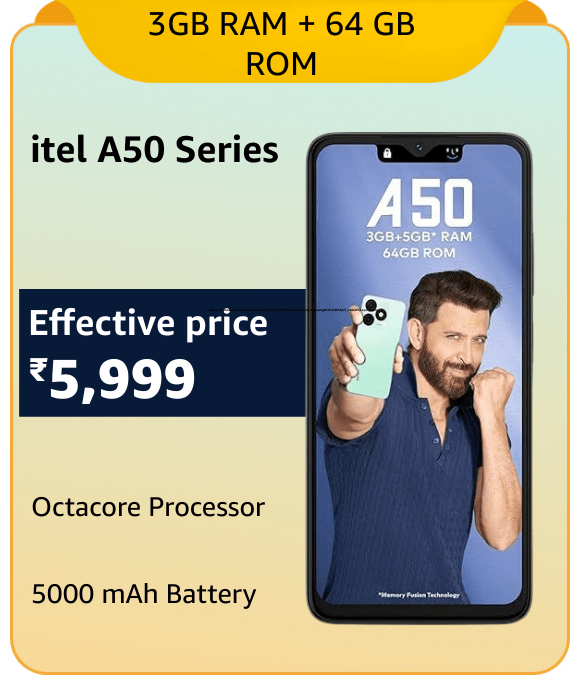 3GB RAM + 64 GB
ROM
itel A50 Series
A50
3GB+5GB* RAM
64GB ROM
Effective price
₹5,999
Octacore Processor
5000 mAh Battery
*Memory Fusion Technology